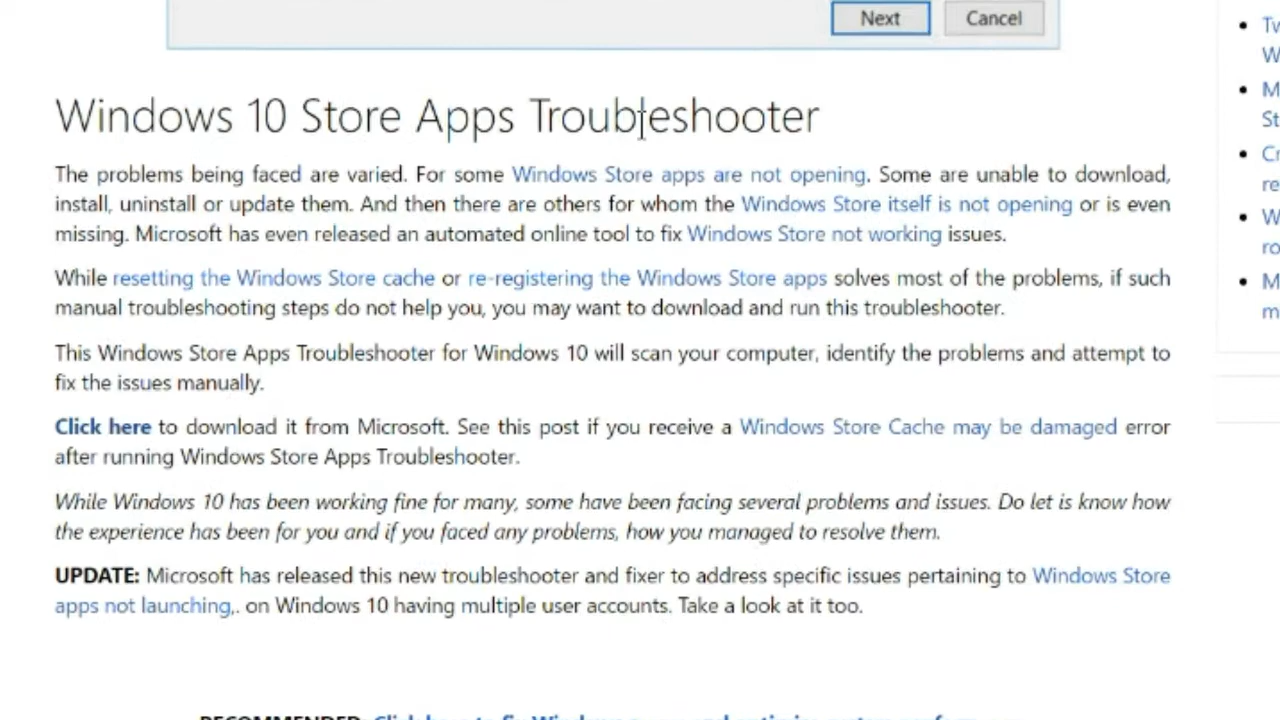 Next Cancel
Windows 10 Store Apps Troubleshooter
The problems being faced are varied. For some Windows Store apps are not opening. Some are unable to download,
install, uninstall or update them. And then there are others for whom the Windows Store itself is not opening or is even
missing. Microsoft has even released an automated online tool to fix Windows Store not working issues.
While resetting the Windows Store cache or re-registering the Windows Store apps solves most of the problems, if such
manual troubleshooting steps do not help you, you may want to download and run this troubleshooter.
This Windows Store Apps Troubleshooter for Windows 10 will scan your computer, identify the problems and attempt to
fix the issues manually.
Click here to download it from Microsoft. See this post if you receive a Windows Store Cache may be damaged error
after running Windows Store Apps Troubleshooter.
While Windows 10 has been working fine for many, some have been facing several problems and issues. Do let is know how
the experience has been for you and if you faced any problems, how you managed to resolve them.
UPDATE: Microsoft has released this new troubleshooter and fixer to address specific issues pertaining to Windows Store
apps not launching,. on Windows 10 having multiple user accounts. Take a look at it too.
RECOMMENDED: Click here to fix Windows